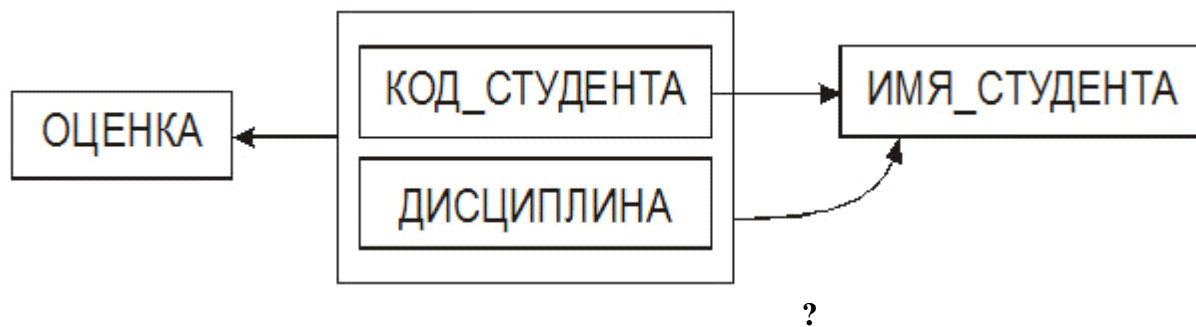 КОД_СТУДЕНТА
ИМЯ_СТУДЕНТА
ОЦЕНКА
ДИСЦИПЛИНА
?